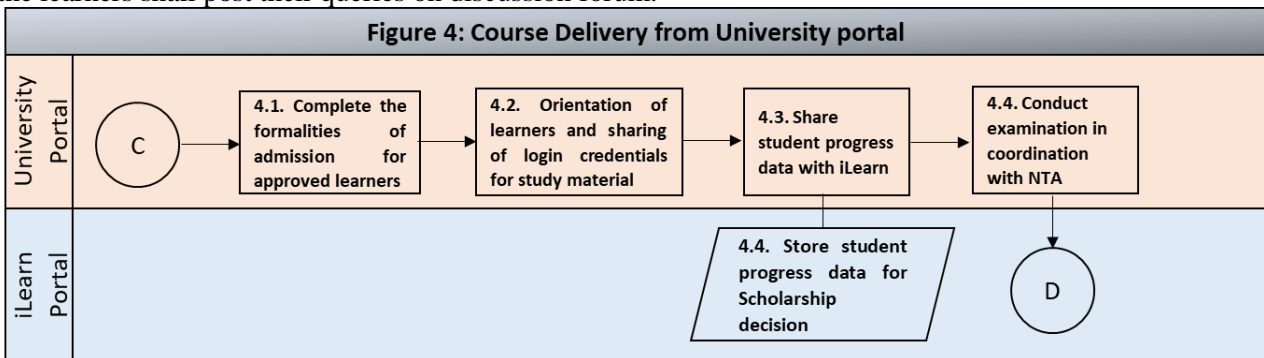 the learners shall post their queries on discussion forum.
Figure 4: Course Delivery from University portal
University
Portal
C
4.1. Complete the
formalities of
admission for
approved learners
4.2. Orientation of
learners and sharing
of login credentials
for study material
4.3. Share
student progress
data with iLearn
4.4. Conduct
examination in
coordination
with NTA
iLearn
Portal
4.4. Store student
progress data for
Scholarship
decision
D